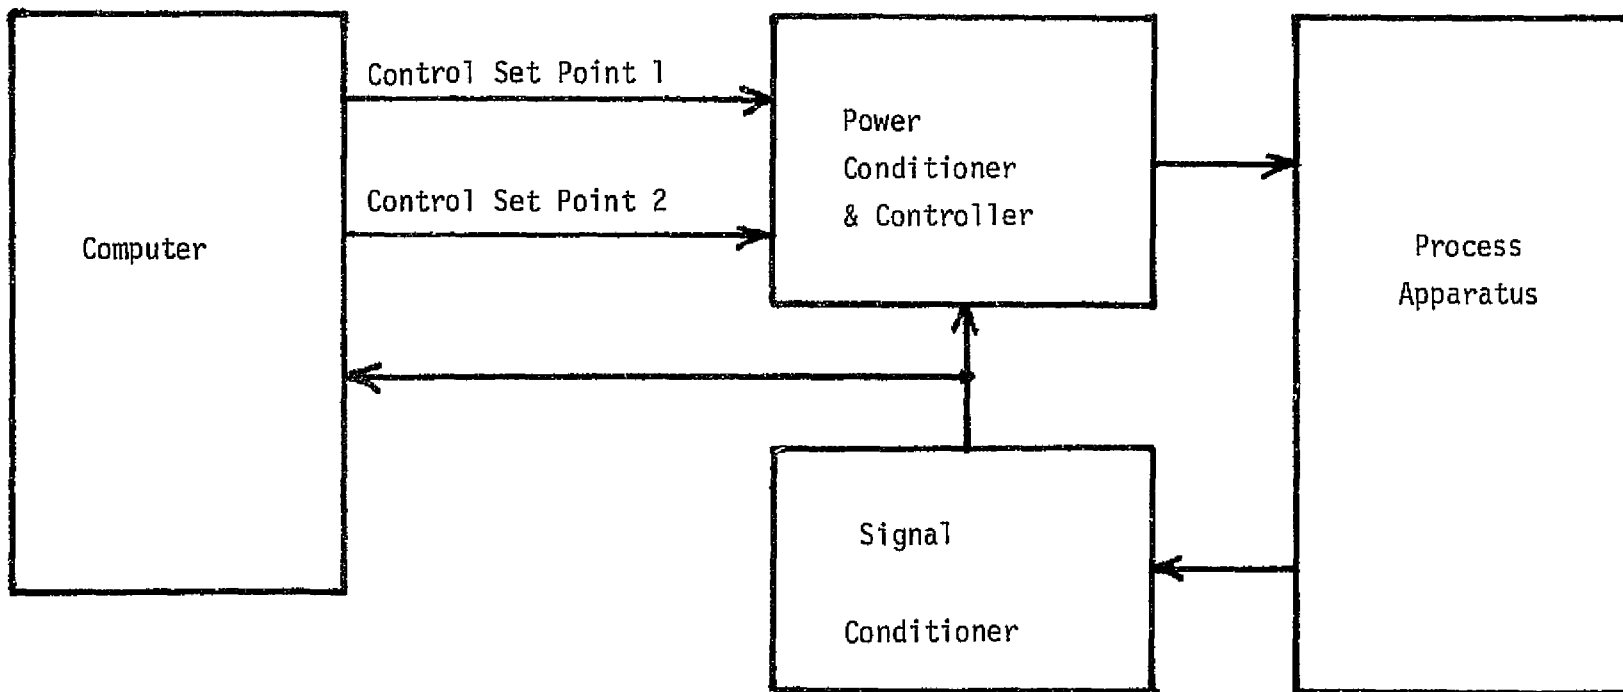 Computer
Control Set Point 1
Control Set Point 2
Power
Conditioner
& Controller
Process
Apparatus
Signal
Conditioner